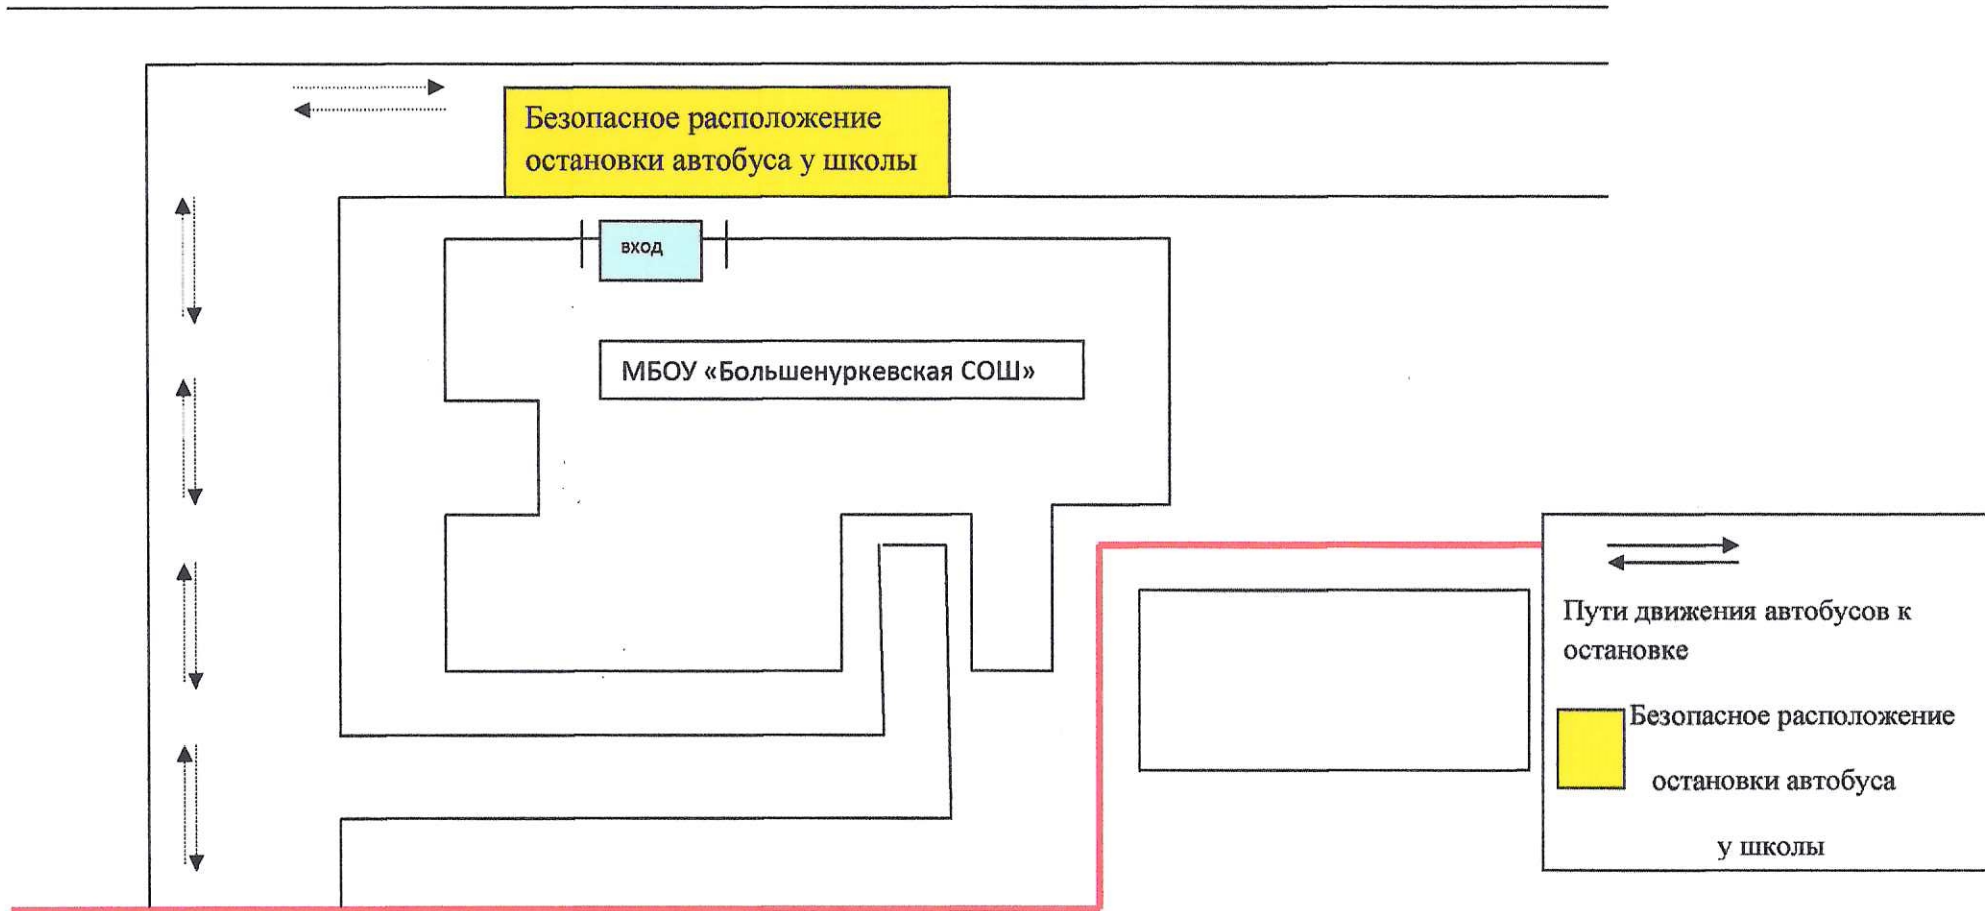 Безопасное расположение
остановки автобуса у школы
вход
МБОУ «Большенуркевская СОШ»
Пути движения автобусов к
остановке
Безопасное расположение
остановки автобуса
у школы